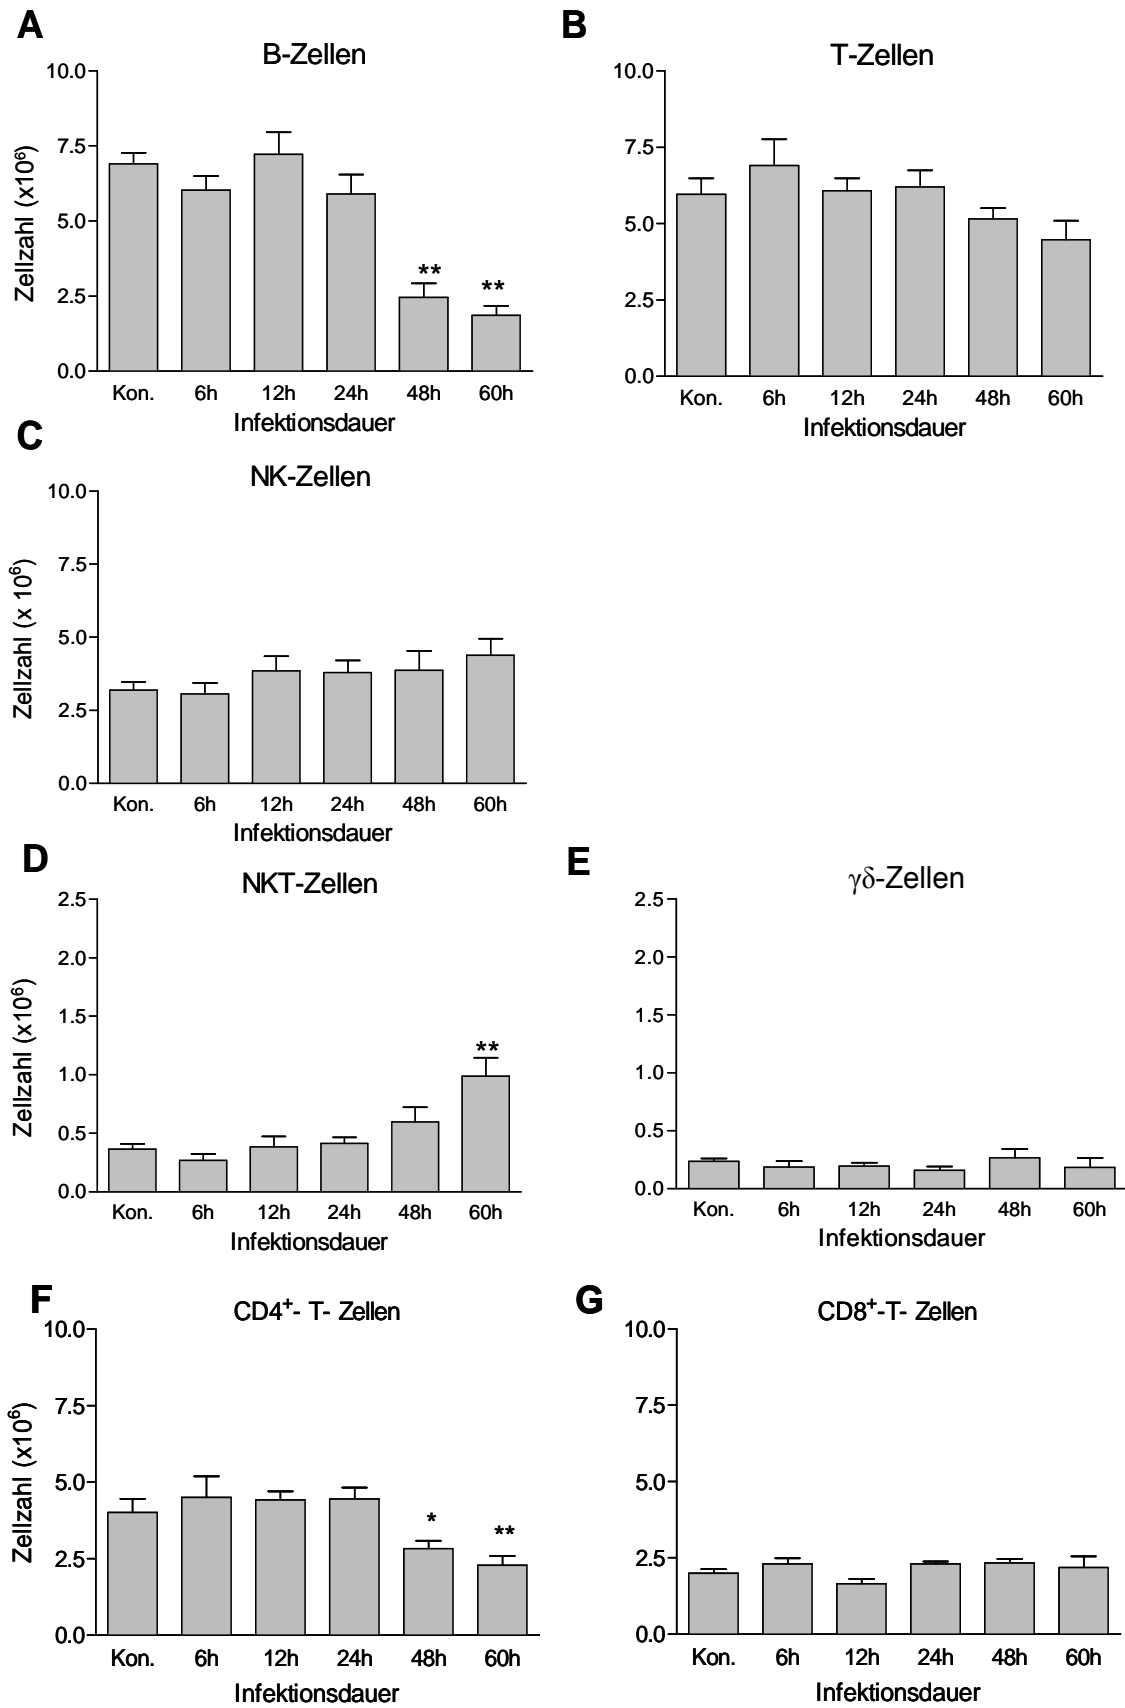 A
B-Zellen
Zellzahl (x10⁶)
10.0
7.5
5.0
2.5
0.0
** **
Kon. 6h 12h 24h 48h 60h
Infektionsdauer
B
T-Zellen
10.0
7.5
5.0
2.5
0.0
Kon. 6h 12h 24h 48h 60h
Infektionsdauer
C
NK-Zellen
Zellzahl (x 10⁶)
10.0
7.5
5.0
2.5
0.0
Kon. 6h 12h 24h 48h 60h
Infektionsdauer
D
NKT-Zellen
Zellzahl (x10⁶)
2.5
2.0
1.5
1.0
0.5
0.0
**
Kon. 6h 12h 24h 48h 60h
Infektionsdauer
E
γδ-Zellen
2.5
2.0
1.5
1.0
0.5
0.0
Kon. 6h 12h 24h 48h 60h
Infektionsdauer
F
CD4⁺- T- Zellen
Zellzahl (x10⁶)
10.0
7.5
5.0
2.5
0.0
* **
Kon. 6h 12h 24h 48h 60h
Infektionsdauer
G
CD8⁺-T- Zellen
10.0
7.5
5.0
2.5
0.0
Kon. 6h 12h 24h 48h 60h
Infektionsdauer